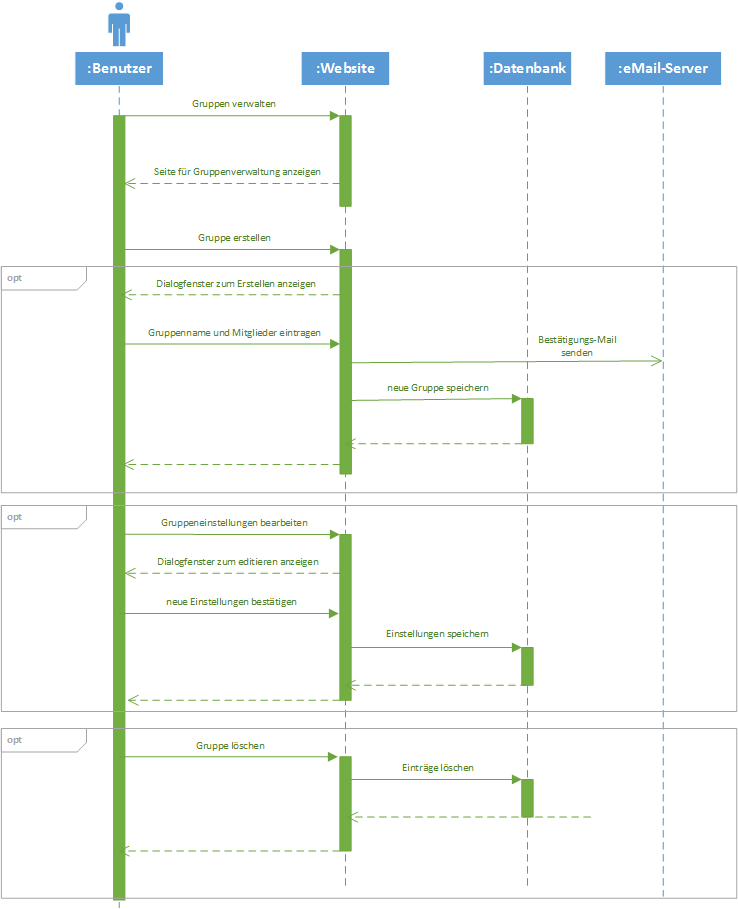 :Benutzer
:Website
:Datenbank
:eMail-Server
Gruppen verwalten
Seite für Gruppenverwaltung anzeigen
Gruppe erstellen
opt
Dialogfenster zum Erstellen anzeigen
Gruppenname und Mitglieder eintragen
Bestätigungs-Mail
senden
neue Gruppe speichern
opt
Gruppeneinstellungen bearbeiten
Dialogfenster zum editieren anzeigen
neue Einstellungen bestätigen
Einstellungen speichern
opt
Gruppe löschen
Einträge löschen